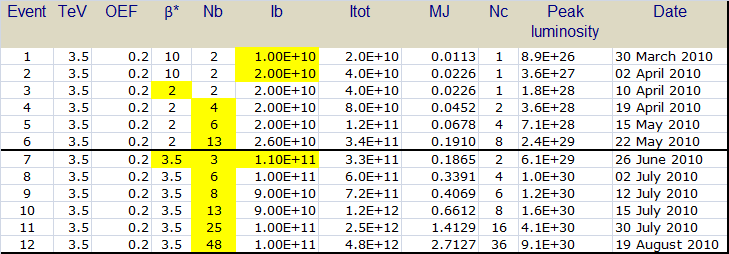 Event TeV OEF β* Nb Ib Itot MJ Nc Peak luminosity Date
1 3.5 0.2 10 2 1.00E+10 2.0E+10 0.0113 1 8.9E+26 30 March 2010
2 3.5 0.2 10 2 2.00E+10 4.0E+10 0.0226 1 3.6E+27 02 April 2010
3 3.5 0.2 2 2 2.00E+10 4.0E+10 0.0226 1 1.8E+28 10 April 2010
4 3.5 0.2 2 4 2.00E+10 8.0E+10 0.0452 2 3.6E+28 19 April 2010
5 3.5 0.2 2 6 2.00E+10 1.2E+11 0.0678 4 7.1E+28 15 May 2010
6 3.5 0.2 2 13 2.60E+10 3.4E+11 0.1910 8 2.4E+29 22 May 2010
7 3.5 0.2 3.5 3 1.10E+11 3.3E+11 0.1865 2 6.1E+29 26 June 2010
8 3.5 0.2 3.5 6 1.00E+11 6.0E+11 0.3391 4 1.0E+30 02 July 2010
9 3.5 0.2 3.5 8 9.00E+10 7.2E+11 0.4069 6 1.2E+30 12 July 2010
10 3.5 0.2 3.5 13 9.00E+10 1.2E+12 0.6612 8 1.6E+30 15 July 2010
11 3.5 0.2 3.5 25 1.00E+11 2.5E+12 1.4129 16 4.1E+30 30 July 2010
12 3.5 0.2 3.5 48 1.00E+11 4.8E+12 2.7127 36 9.1E+30 19 August 2010